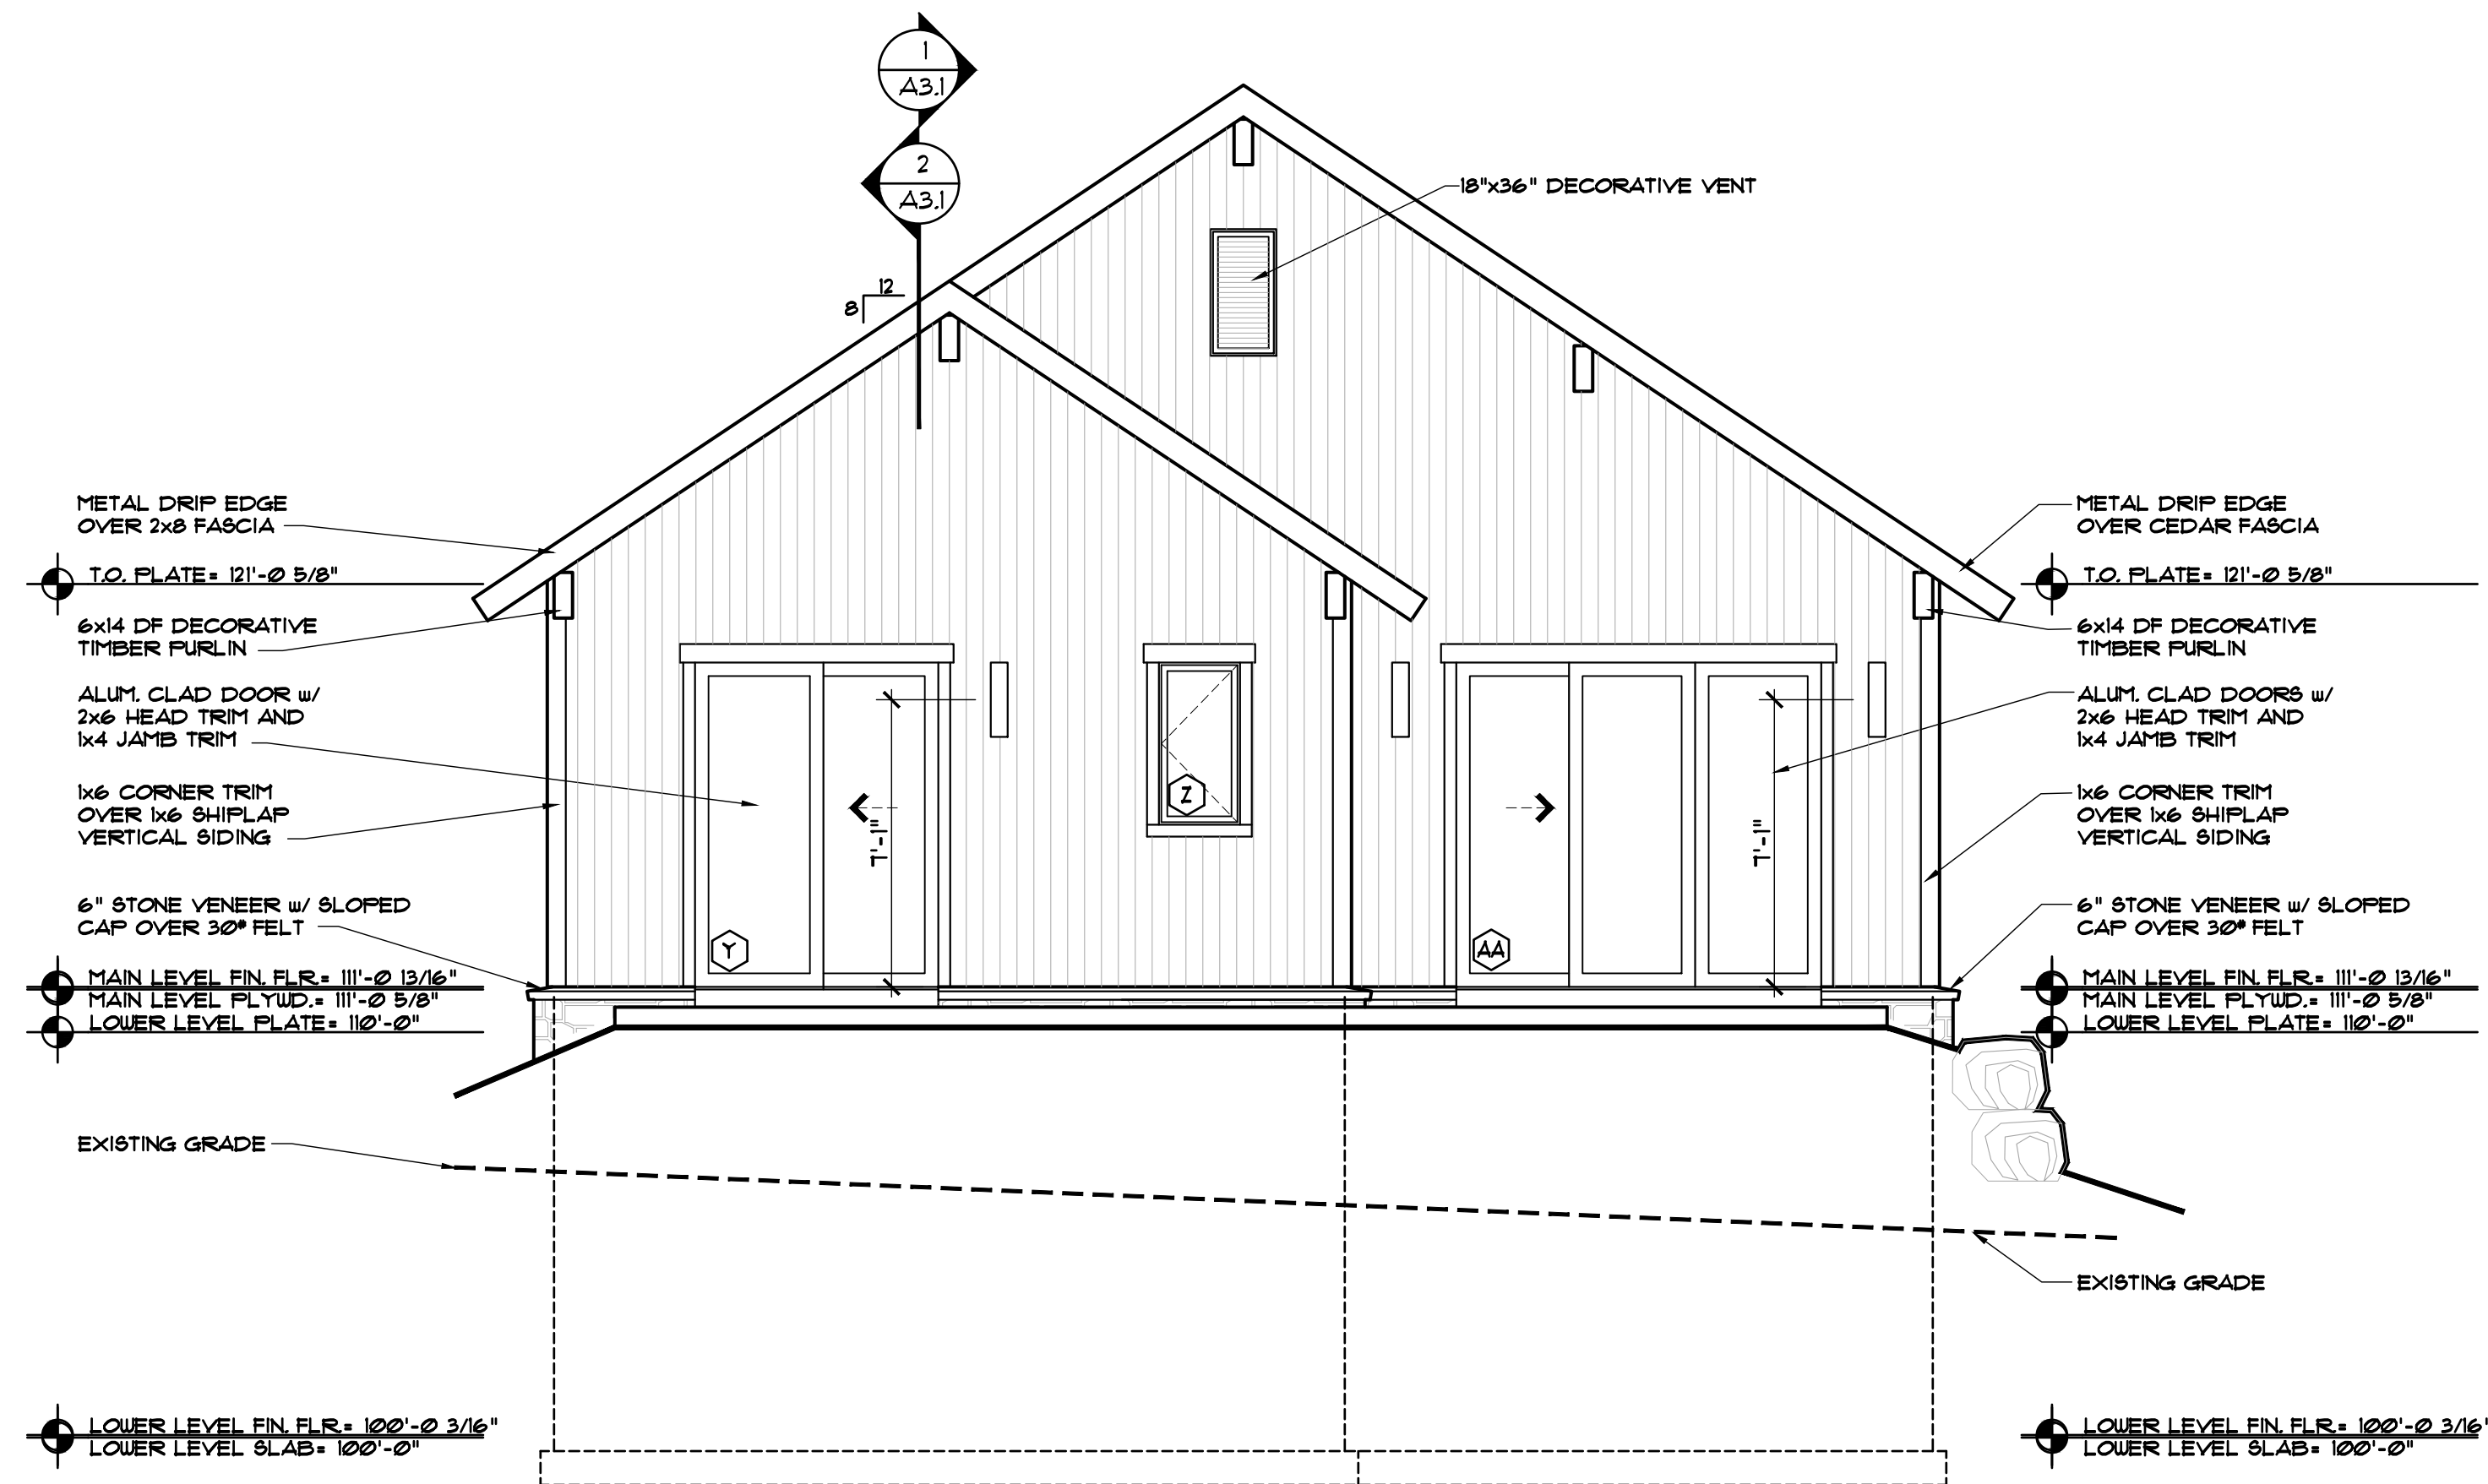 1
A3.1
2
A3.1
18"x36" DECORATIVE VENT
12
8
METAL DRIP EDGE
OVER 2x8 FASCIA
T.O. PLATE= 121'-0 5/8"
6x14 DF DECORATIVE
TIMBER PURLIN
ALUM. CLAD DOOR w/
2x6 HEAD TRIM AND
1x4 JAMB TRIM
1x6 CORNER TRIM
OVER 1x6 SHIPLAP
VERTICAL SIDING
6" STONE VENEER w/ SLOPED
CAP OVER 30# FELT
MAIN LEVEL FIN. FLR.= 111'-0 13/16"
MAIN LEVEL PLYWD.= 111'-0 5/8"
LOWER LEVEL PLATE= 110'-0"
EXISTING GRADE
LOWER LEVEL FIN. FLR.= 100'-0 3/16"
LOWER LEVEL SLAB= 100'-0"
7'-1"
Z
7'-1"
Y
AA
METAL DRIP EDGE
OVER CEDAR FASCIA
T.O. PLATE= 121'-0 5/8"
6x14 DF DECORATIVE
TIMBER PURLIN
ALUM. CLAD DOORS w/
2x6 HEAD TRIM AND
1x4 JAMB TRIM
1x6 CORNER TRIM
OVER 1x6 SHIPLAP
VERTICAL SIDING
6" STONE VENEER w/ SLOPED
CAP OVER 30# FELT
MAIN LEVEL FIN. FLR.= 111'-0 13/16"
MAIN LEVEL PLYWD.= 111'-0 5/8"
LOWER LEVEL PLATE= 110'-0"
EXISTING GRADE
LOWER LEVEL FIN. FLR.= 100'-0 3/16"
LOWER LEVEL SLAB= 100'-0"